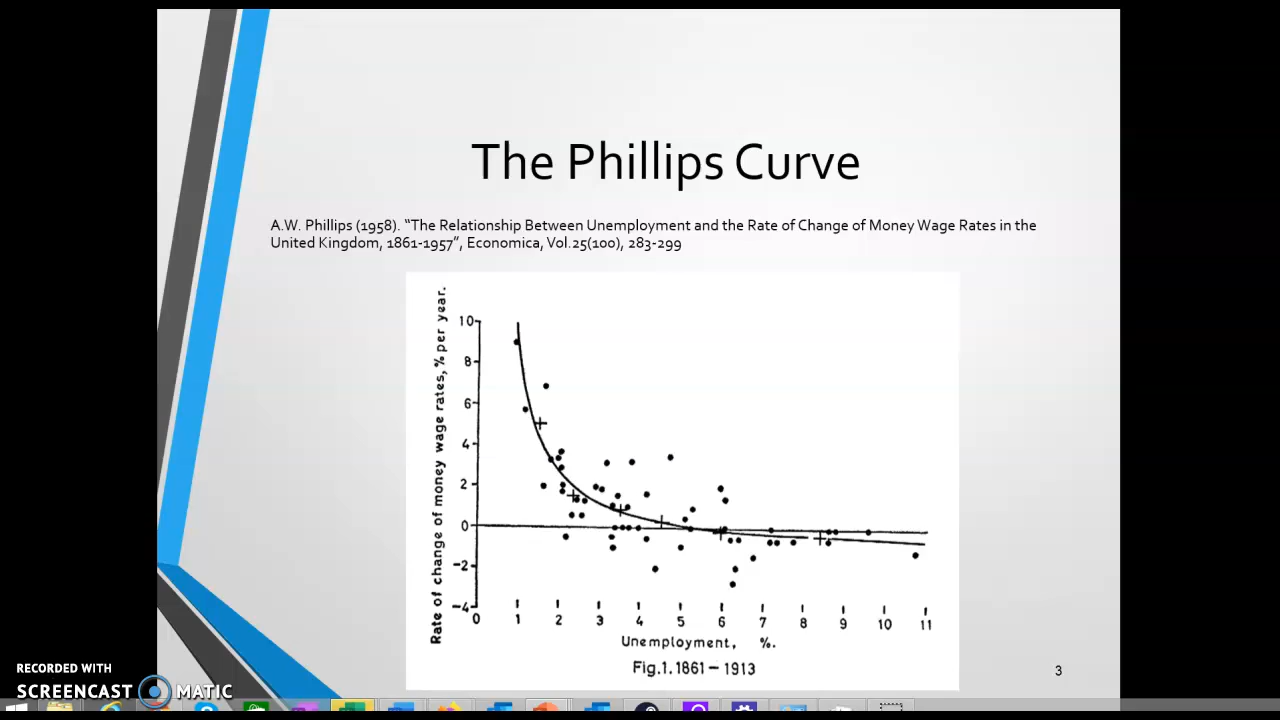 The Phillips Curve
A.W. Phillips (1958). "The Relationship Between Unemployment and the Rate of Change of Money Wage Rates in the
United Kingdom, 1861-1957", Economica, Vol.25(100), 283-299
Rate of change of money wage rates, % per year.
10
8
6
4
2
0
-2
-4
0 1 2 3 4 5 6 7 8 9 10 11
Unemployment, %.
Fig.1. 1861 – 1913
3
RECORDED WITH
SCREENCAST MATIC